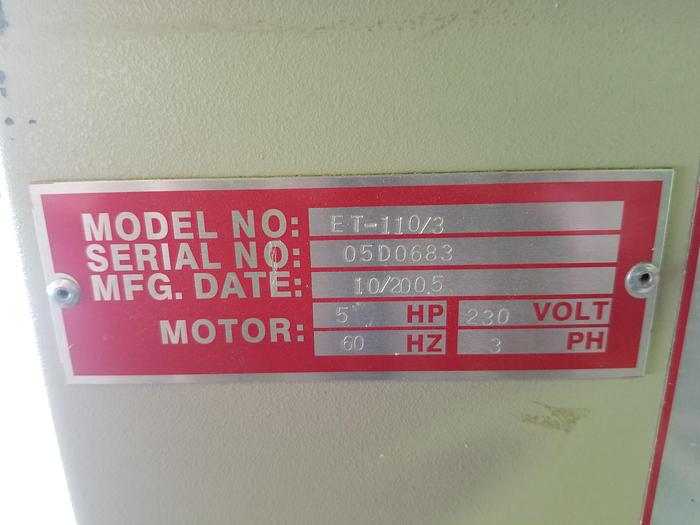 MODEL NO: ET-110/3
SERIAL NO: 05D0683
MFG. DATE: 10/2005
MOTOR: 5 HP 230 VOLT
60 HZ 3 PH